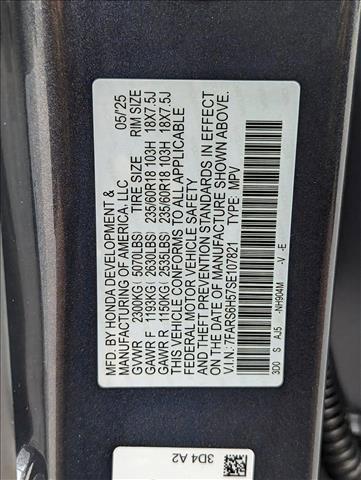 MFD. BY HONDA DEVELOPMENT & 05/'25
MANUFACTURING OF AMERICA, LLC. TIRE SIZE RIM SIZE
GVWR 2300KG( 5070LBS)
GAWR F 1193KG( 2630LBS) 235/60R18 103H 18X7.5J
GAWR R 1150KG( 2535LBS) 235/60R18 103H 18X7.5J
THIS VEHICLE CONFORMS TO ALL APPLICABLE
FEDERAL MOTOR VEHICLE SAFETY
AND THEFT PREVENTION STANDARDS IN EFFECT
ON THE DATE OF MANUFACTURE SHOWN ABOVE.
V.I.N.: 7FARS6H57SE107821 TYPE: MPV
3D0 S AJ5 -NH904M -V -E
3D4 A2